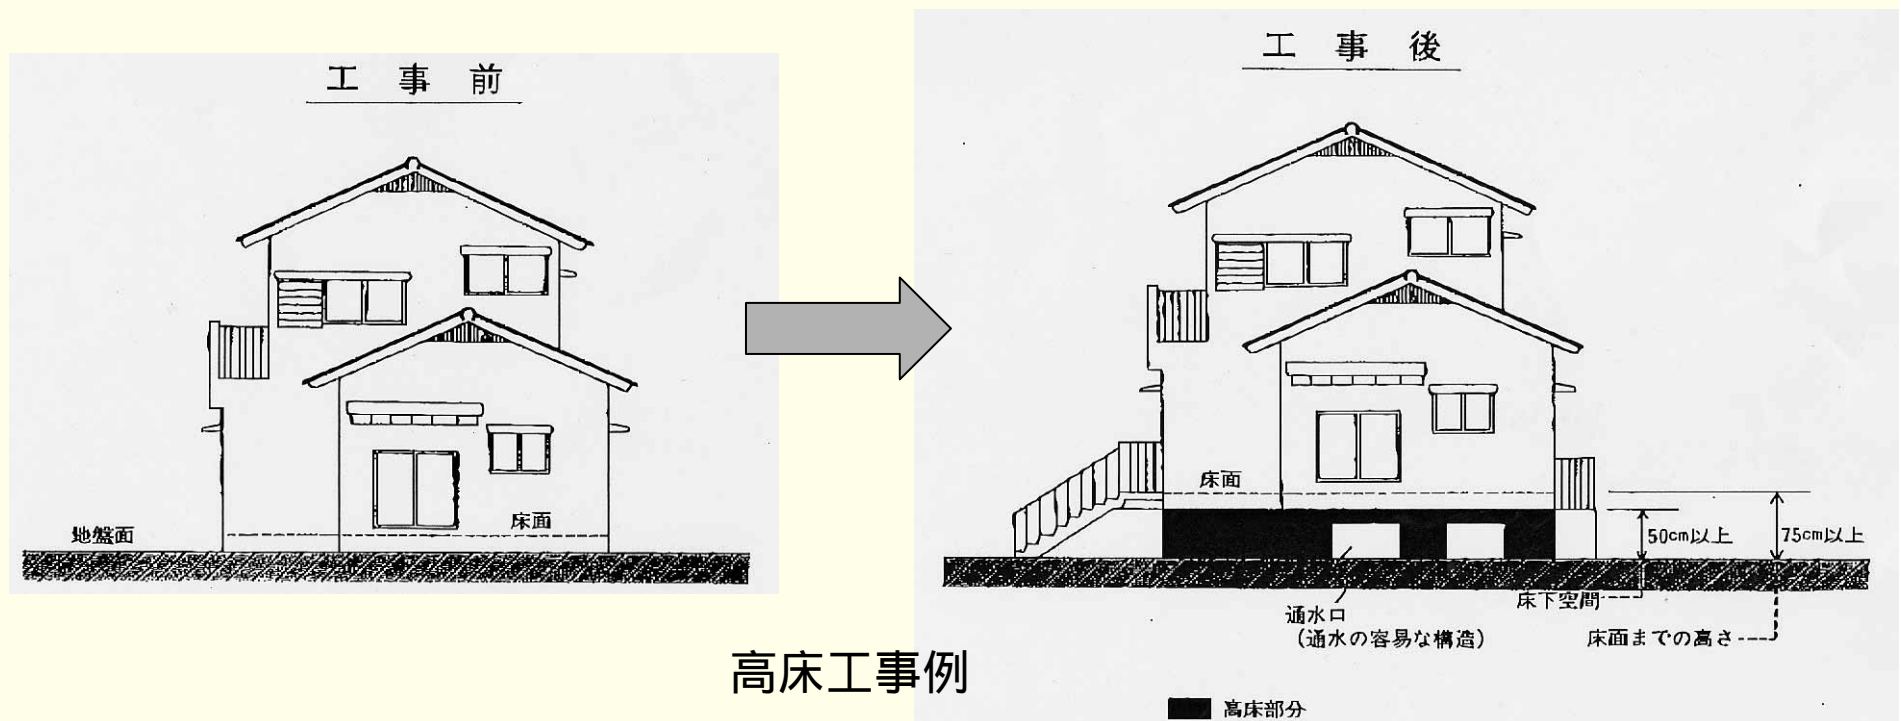 工事前
地盤面
床面
工事後
床面
50cm以上
75cm以上
床下空間
通水口
(通水の容易な構造)
床面までの高さ
高床工事例
高床部分